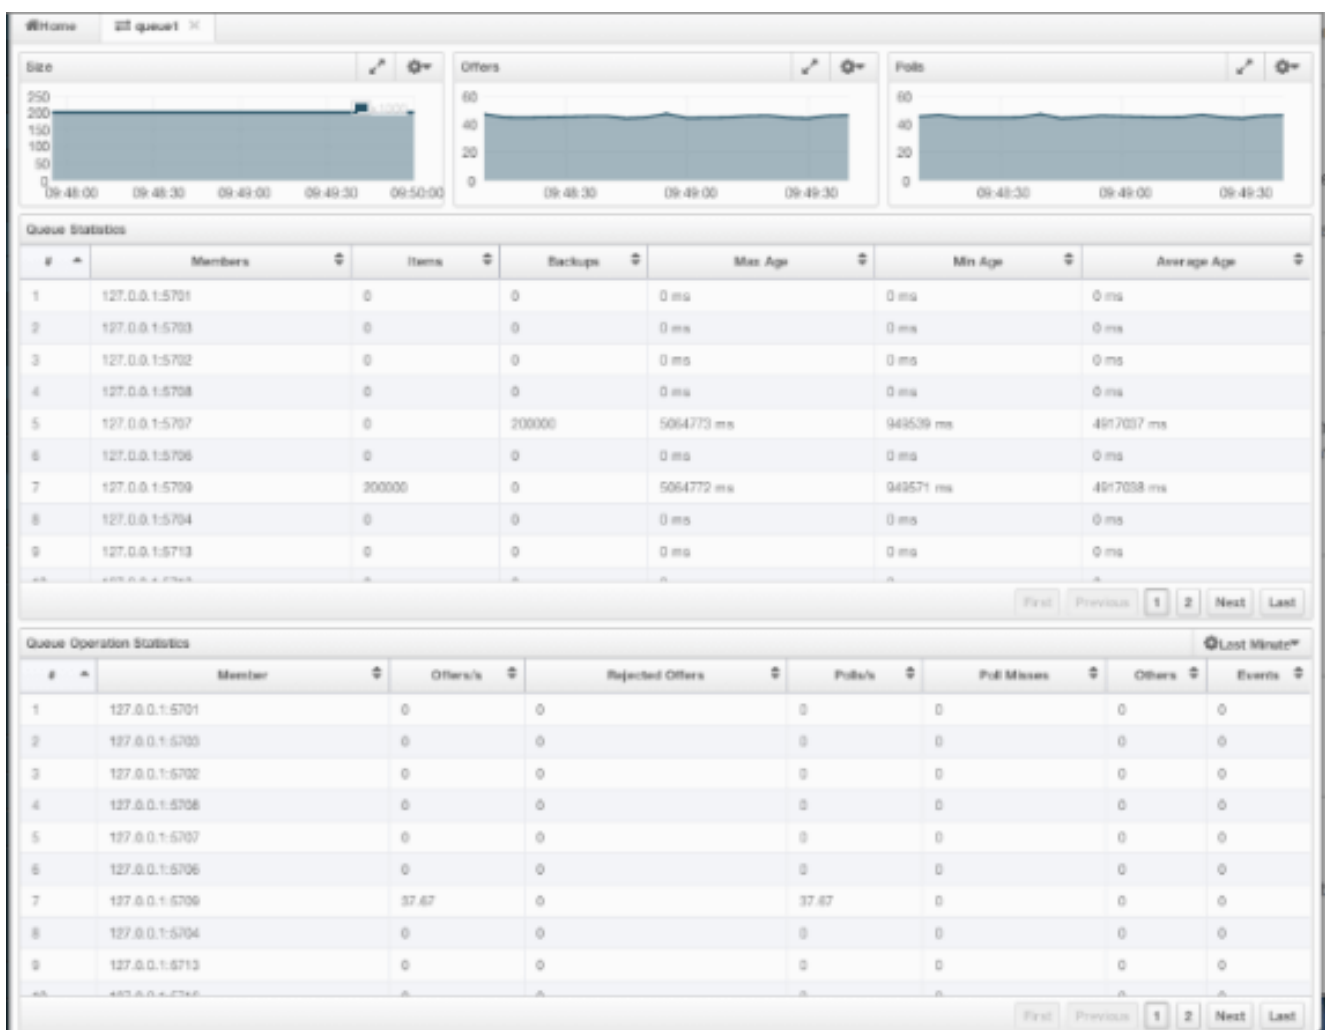 Home queue1
Size Offers Polls
250
200
150
100
50
0
x1000
09:48:00 09:48:30 09:49:00 09:49:30 09:50:00
60
40
20
0
09:48:30 09:49:00 09:49:30
60
40
20
0
09:48:30 09:49:00 09:49:30
Queue Statistics
# Members Items Backups Max Age Min Age Average Age
1 127.0.0.1:5701 0 0 0 ms 0 ms 0 ms
2 127.0.0.1:5703 0 0 0 ms 0 ms 0 ms
3 127.0.0.1:5702 0 0 0 ms 0 ms 0 ms
4 127.0.0.1:5708 0 0 0 ms 0 ms 0 ms
5 127.0.0.1:5707 0 200000 5064773 ms 949539 ms 4917037 ms
6 127.0.0.1:5706 0 0 0 ms 0 ms 0 ms
7 127.0.0.1:5709 200000 0 5064772 ms 949571 ms 4917038 ms
8 127.0.0.1:5704 0 0 0 ms 0 ms 0 ms
9 127.0.0.1:5713 0 0 0 ms 0 ms 0 ms
First Previous 1 2 Next Last
Queue Operation Statistics Last Minute
# Member Offers/s Rejected Offers Polls/s Poll Misses Others Events
1 127.0.0.1:5701 0 0 0 0 0 0
2 127.0.0.1:5703 0 0 0 0 0 0
3 127.0.0.1:5702 0 0 0 0 0 0
4 127.0.0.1:5708 0 0 0 0 0 0
5 127.0.0.1:5707 0 0 0 0 0 0
6 127.0.0.1:5706 0 0 0 0 0 0
7 127.0.0.1:5709 37.67 0 37.67 0 0 0
8 127.0.0.1:5704 0 0 0 0 0 0
9 127.0.0.1:5713 0 0 0 0 0 0
First Previous 1 2 Next Last